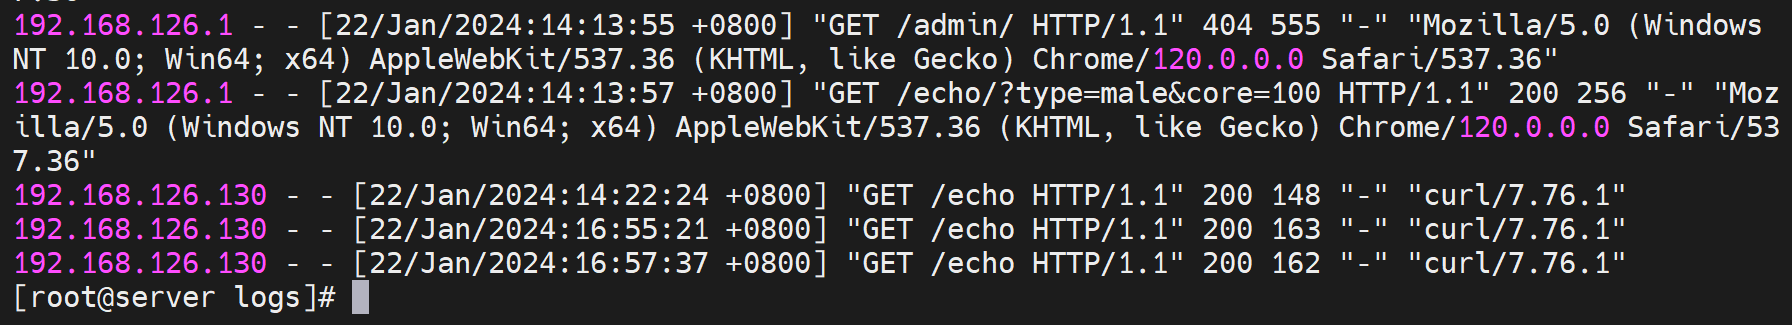 192.168.126.1 - - [22/Jan/2024:14:13:55 +0800] "GET /admin/ HTTP/1.1" 404 555 "-" "Mozilla/5.0 (Windows
NT 10.0; Win64; x64) AppleWebKit/537.36 (KHTML, like Gecko) Chrome/120.0.0.0 Safari/537.36"
192.168.126.1 - - [22/Jan/2024:14:13:57 +0800] "GET /echo/?type=male&core=100 HTTP/1.1" 200 256 "-" "Moz
illa/5.0 (Windows NT 10.0; Win64; x64) AppleWebKit/537.36 (KHTML, like Gecko) Chrome/120.0.0.0 Safari/53
7.36"
192.168.126.130 - - [22/Jan/2024:14:22:24 +0800] "GET /echo HTTP/1.1" 200 148 "-" "curl/7.76.1"
192.168.126.130 - - [22/Jan/2024:16:55:21 +0800] "GET /echo HTTP/1.1" 200 163 "-" "curl/7.76.1"
192.168.126.130 - - [22/Jan/2024:16:57:37 +0800] "GET /echo HTTP/1.1" 200 162 "-" "curl/7.76.1"
[root@server logs]#